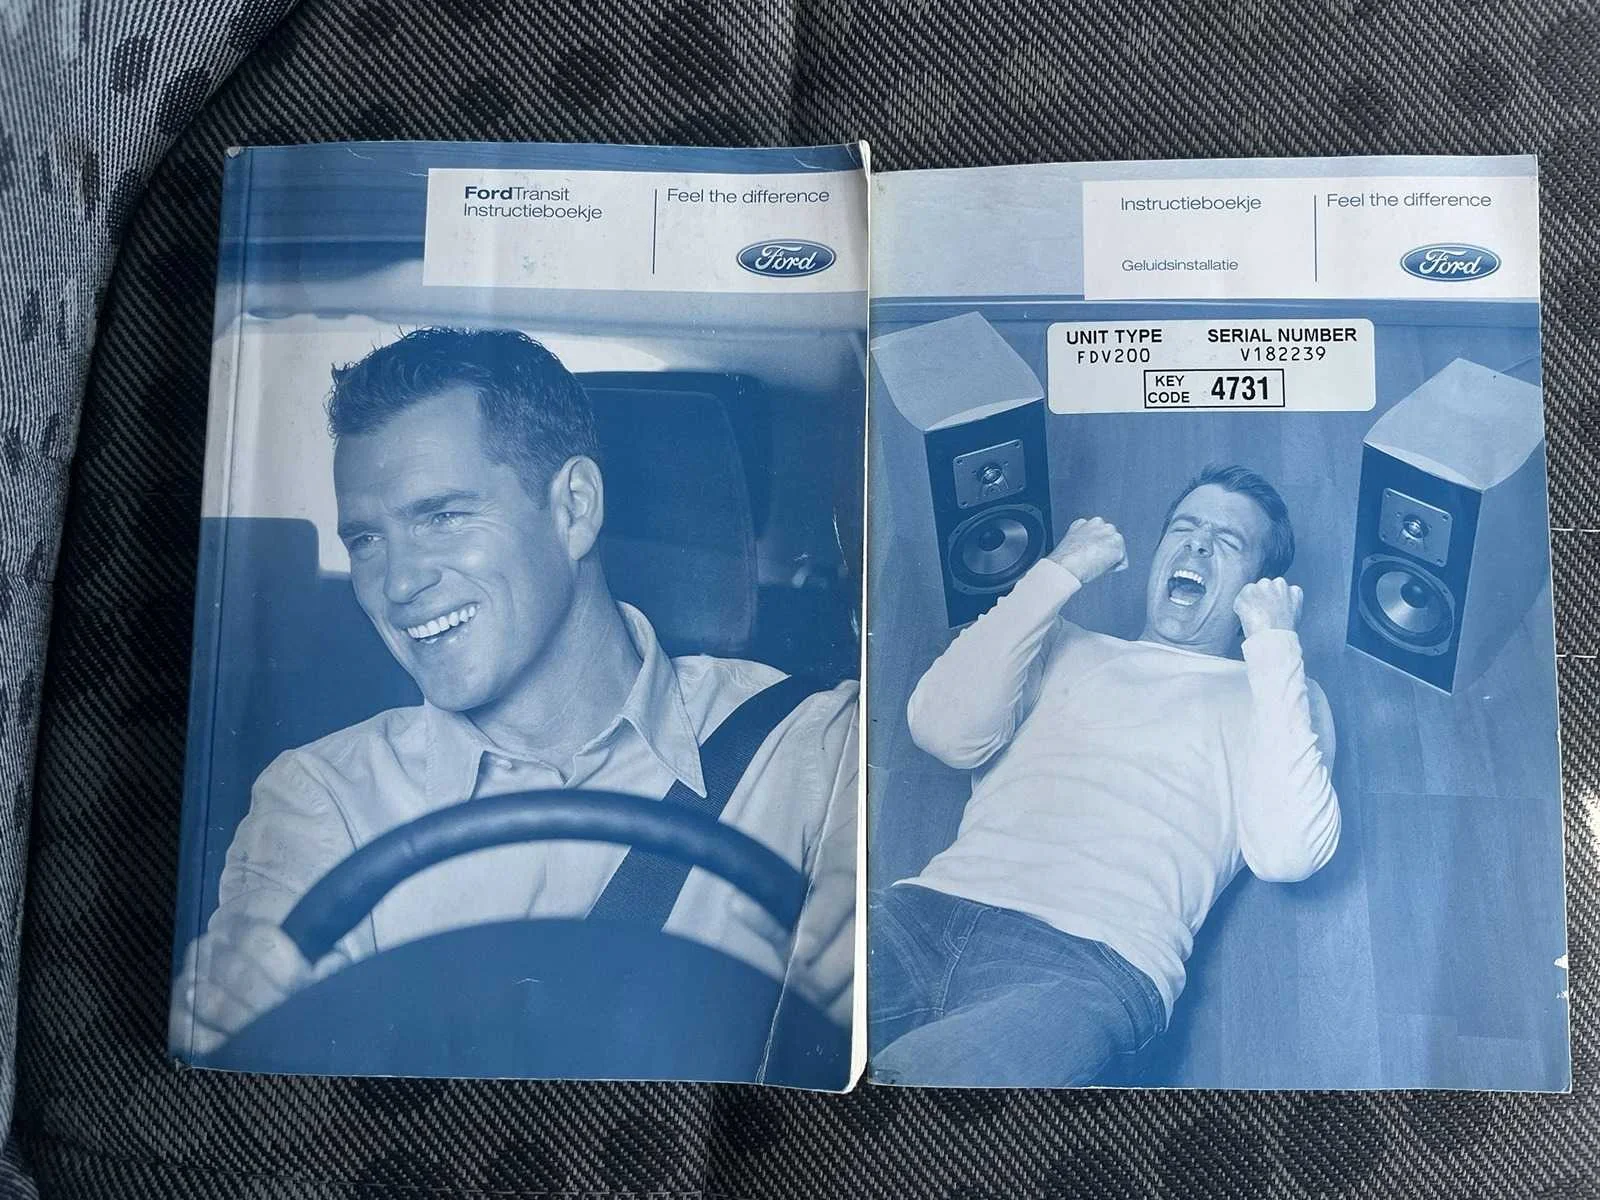 FordTransit
Instructieboekje
Feel the difference
Ford
Instructieboekje
Geluidsinstallatie
Feel the difference
Ford
UNIT TYPE SERIAL NUMBER
FDV200 V182239
KEY CODE 4731